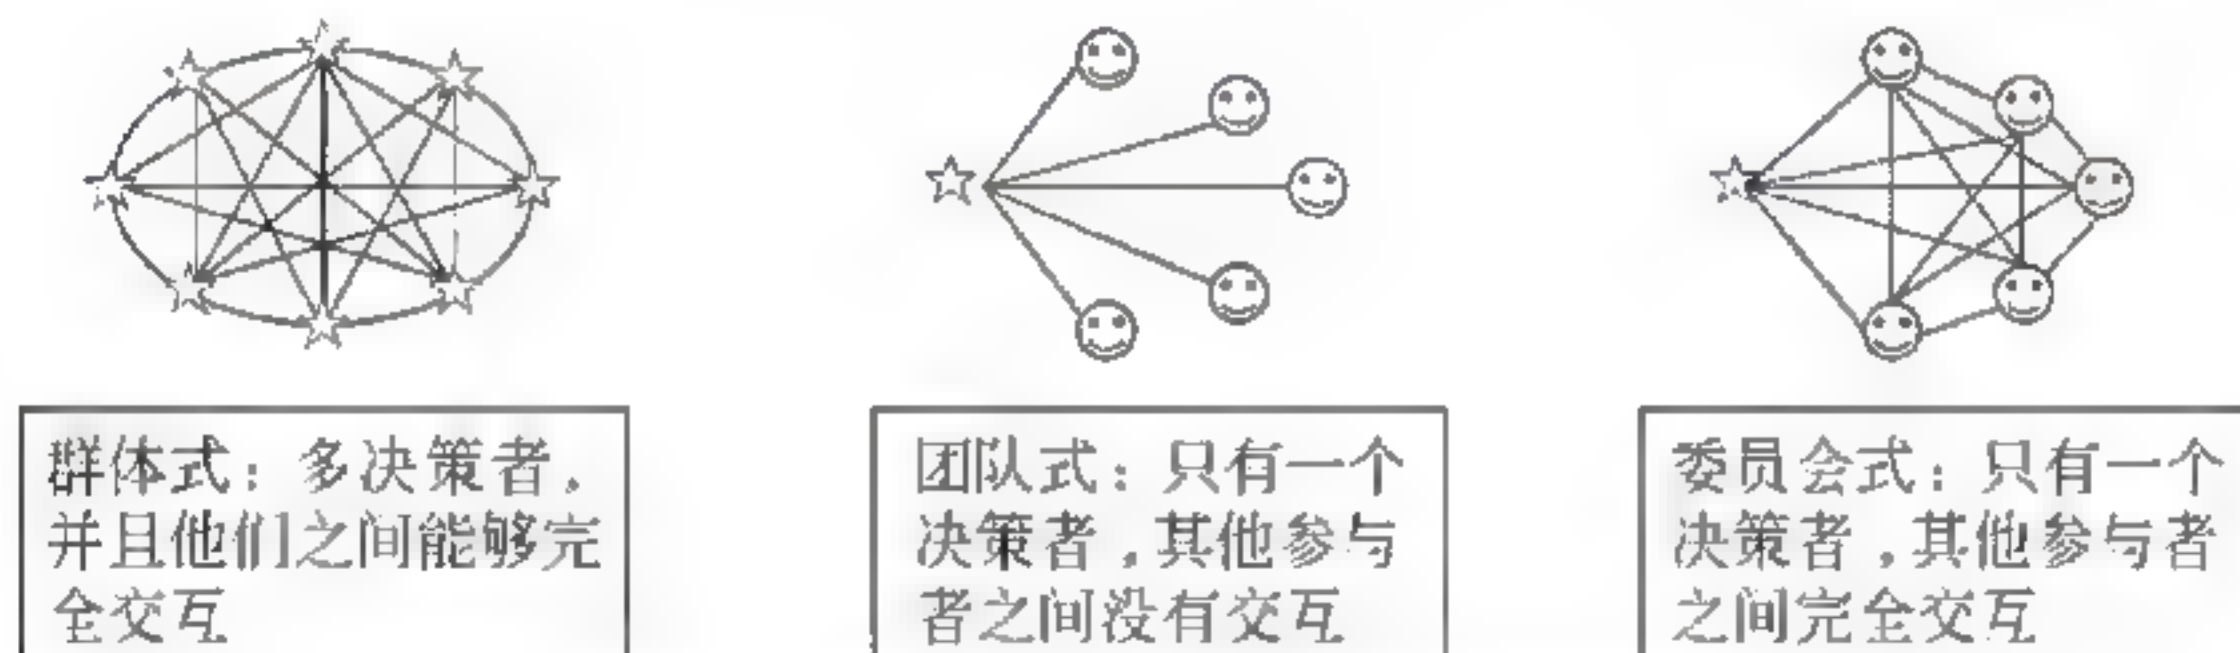 群体式：多决策者，
并且他们之间能够完
全交互
团队式：只有一个
决策者，其他参与
者之间没有交互
委员会式：只有一个
决策者，其他参与者
之间完全交互